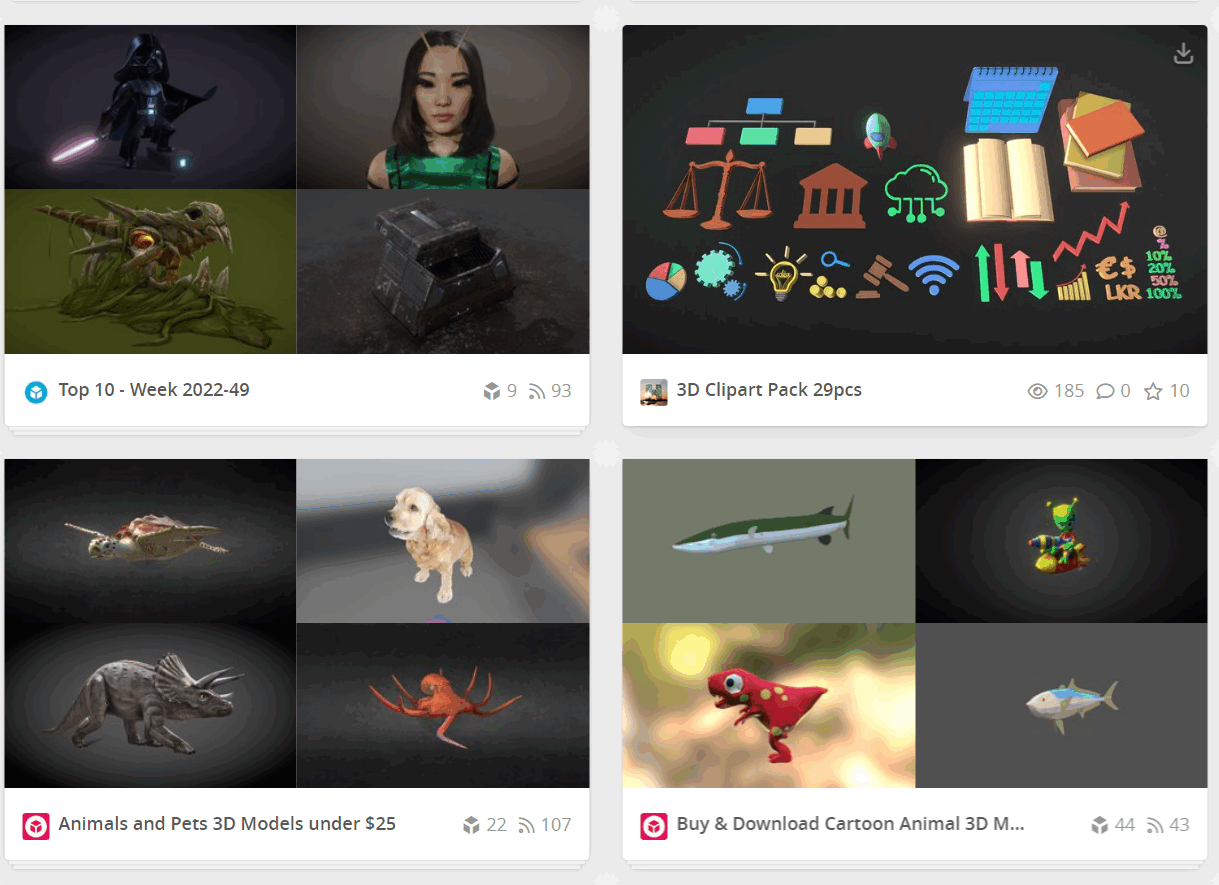 idea
€$
LKR
%
10%
20%
50%
100%
Top 10 - Week 2022-49
9
93
3D Clipart Pack 29pcs
185
0
10
Animals and Pets 3D Models under $25
22
107
Buy & Download Cartoon Animal 3D M...
44
43